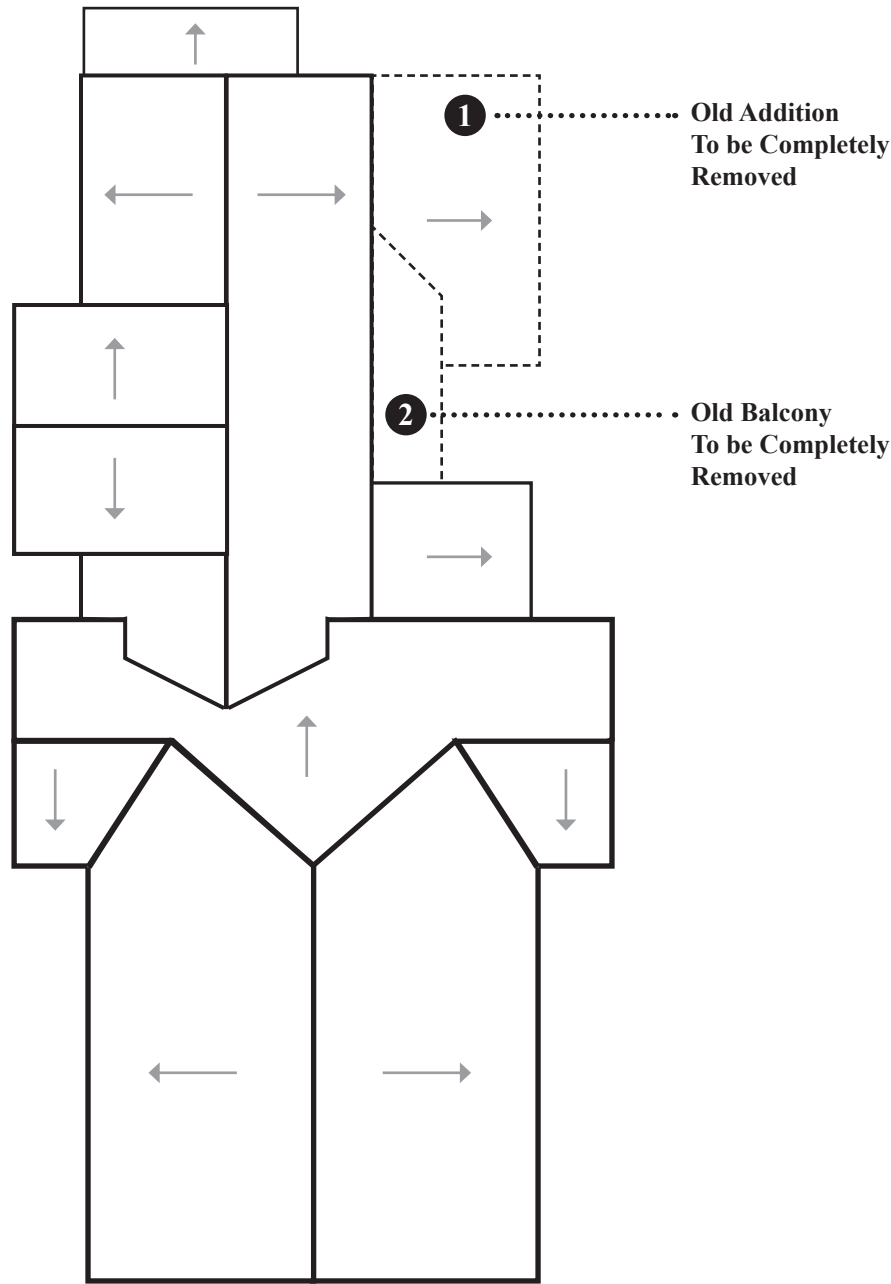 1
Old Addition
To be Completely
Removed
2
Old Balcony
To be Completely
Removed